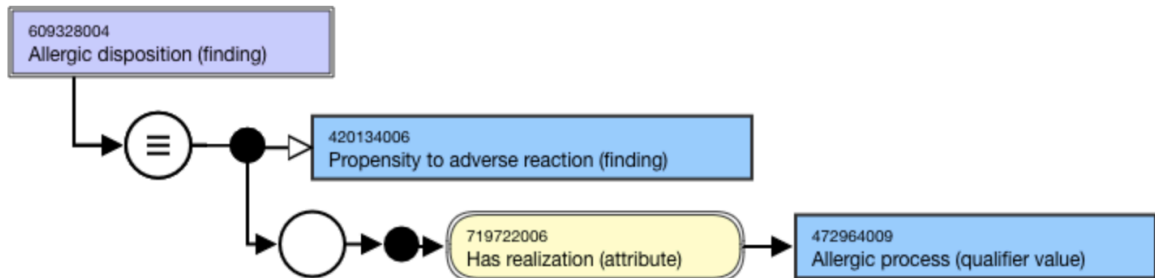 609328004
Allergic disposition (finding)
420134006
Propensity to adverse reaction (finding)
719722006
Has realization (attribute)
472964009
Allergic process (qualifier value)